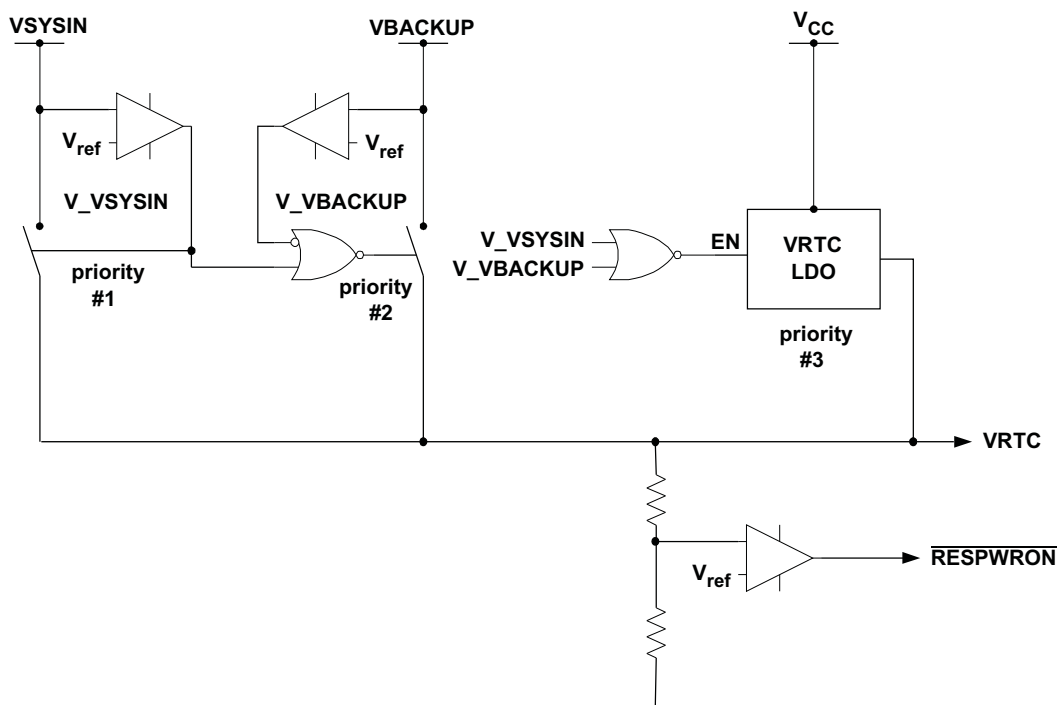 VSYSIN
VBACKUP
VCC
Vref
Vref
V_VSYSIN
V_VBACKUP
priority
#1
priority
#2
V_VSYSIN
V_VBACKUP
EN
VRTC
LDO
priority
#3
VRTC
Vref
RESPWRON